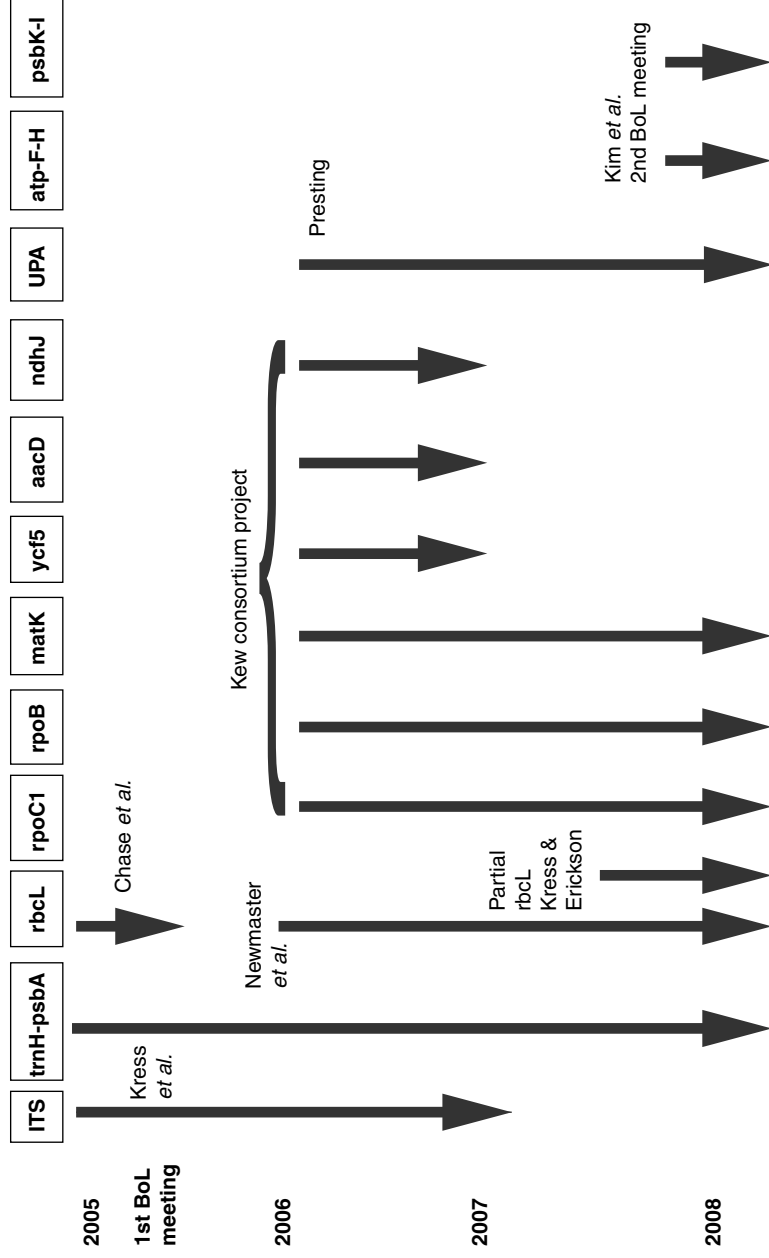 ITS
trnH-psbA
rbcL
rpoC1
rpoB
matK
ycf5
aacD
ndhJ
UPA
atp-F-H
psbK-I
2005
1st BoL
meeting
Kress
et al.
Chase et al.
2006
Newmaster
et al.
Kew consortium project
Presting
2007
Partial
rbcL
Kress &
Erickson
Kim et al.
2nd BoL meeting
2008